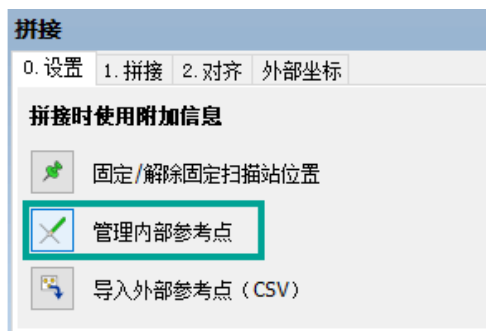 拼接
0. 设置 1. 拼接 2. 对齐 外部坐标
拼接时使用附加信息
固定/解除固定扫描站位置
管理内部参考点
导入外部参考点（CSV）